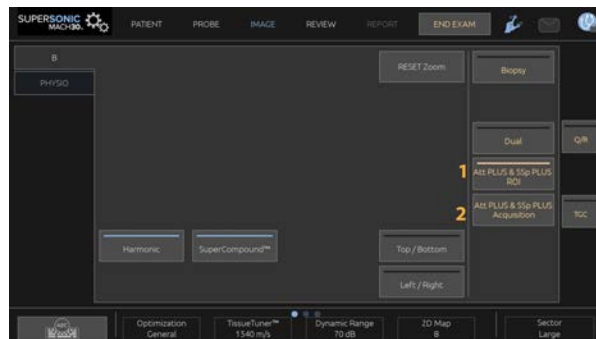 SUPERSONIC
MACH30
PATIENT
PROBE
IMAGE
REVIEW
REPORT
END EXAM
B
PHYSIO
RESET Zoom
Biopsy
Dual
Q/R
1
Att PLUS & SSp PLUS
ROI
2
Att PLUS & SSp PLUS
Acquisition
TGC
Harmonic
SuperCompound™
Top / Bottom
Left / Right
Optimization
General
TissueTuner™
1540 m/s
Dynamic Range
70 dB
2D Map
8
Sector
Large